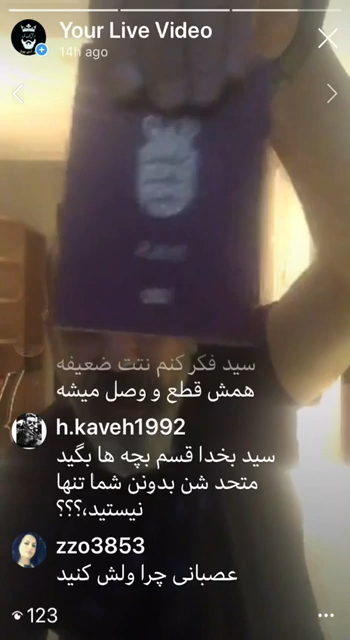 Your Live Video
14h ago
سید فکر کنم نتت ضعیفه
همش قطع و وصل میشه
h.kaveh1992
سید بخدا قسم بچه ها بگید
متحد شن بدونن شما تنها
نیستید،؟؟؟
zzo3853
عصبانی چرا ولش کنید
123